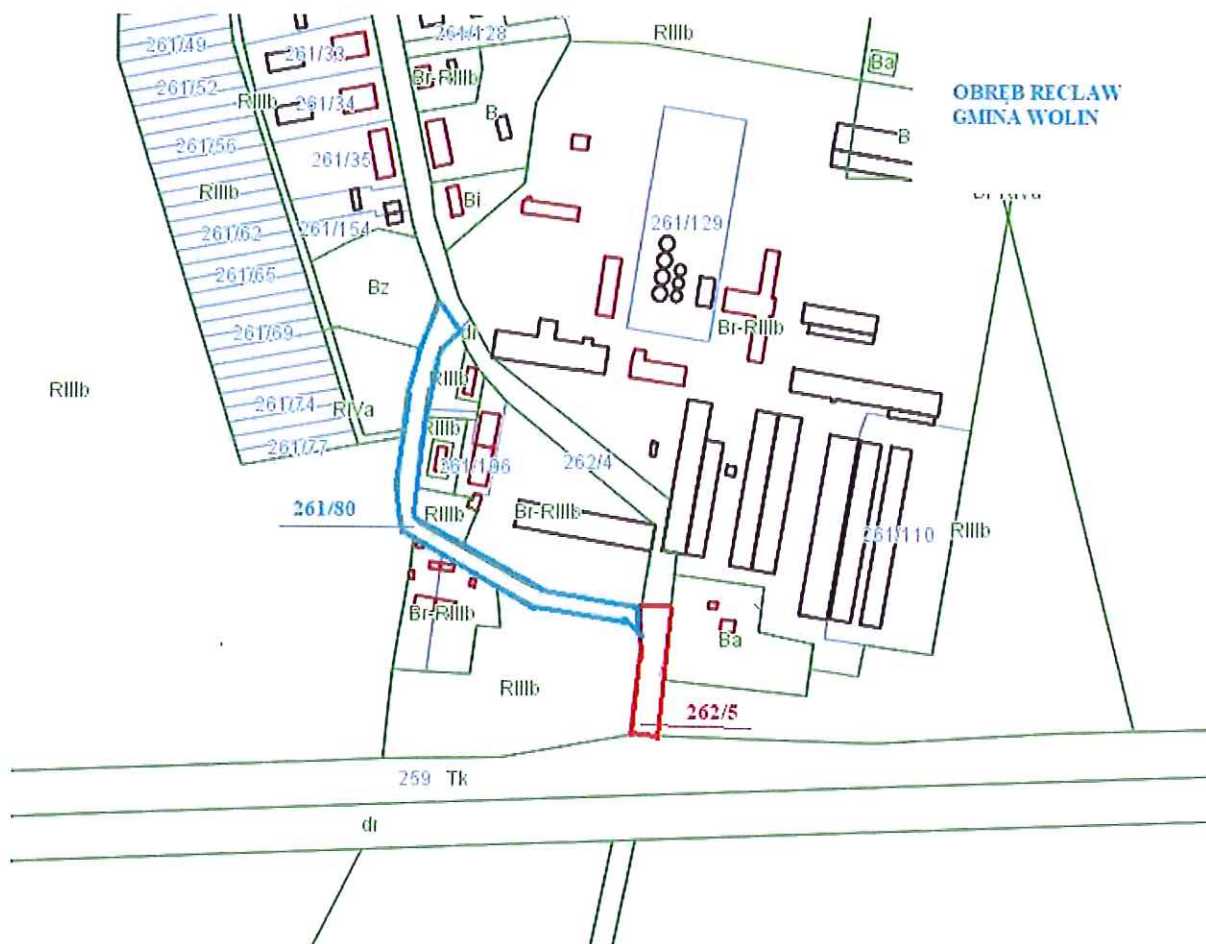 261/128
RIIIb
261/49
261/33
Ba
Br-RIIIb
261/52
OBRĘB RECŁAW
GMINA WOLIN
RIIIb
261/34
B
B
261/56
261/35
RIIIb
Bi
261/129
261/62
261/154
261/65
Bz
261/69
dr
Br-RIIIb
RIIIb
RIIIb
261/74
RIVa
RIIIb
261/77
262/4
261/80
RIIIb
Br-RIIIb
261/110
RIIIb
Br-RIIIb
Ba
RIIIb
262/5
259 Tk
dr